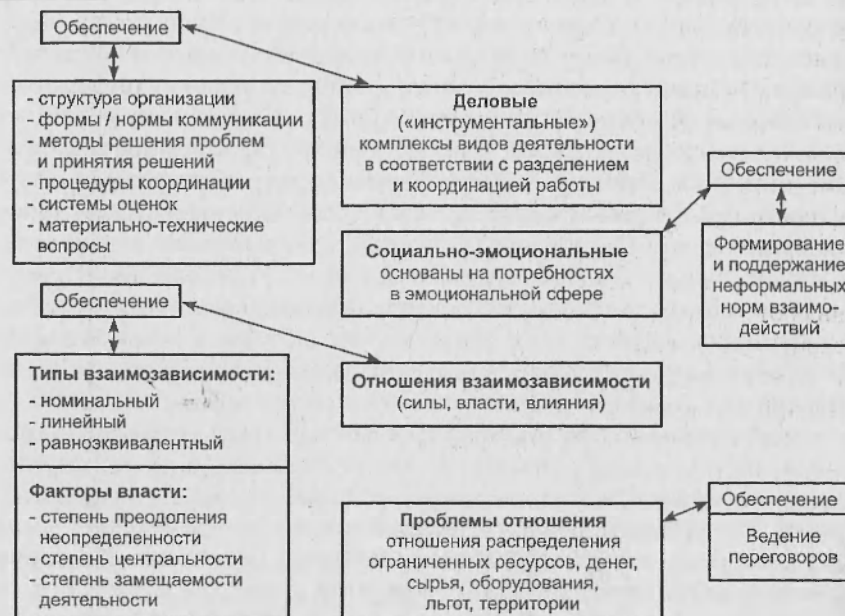 Обеспечение
- структура организации
- формы / нормы коммуникации
- методы решения проблем
и принятия решений
- процедуры координации
- системы оценок
- материально-технические
вопросы
Деловые
(«инструментальные»)
комплексы видов деятельности
в соответствии с разделением
и координацией работы
Социально-эмоциональные
основаны на потребностях
в эмоциональной сфере
Обеспечение
Формирование
и поддержание
неформальных
норм взаимо-
действий
Обеспечение
Типы взаимозависимости:
- номинальный
- линейный
- равноэквивалентный
Факторы власти:
- степень преодоления
неопределенности
- степень центральности
- степень замещаемости
деятельности
Отношения взаимозависимости
(силы, власти, влияния)
Проблемы отношения
отношения распределения
ограниченных ресурсов, денег,
сырья, оборудования,
льгот, территории
Обеспечение
Ведение
переговоров